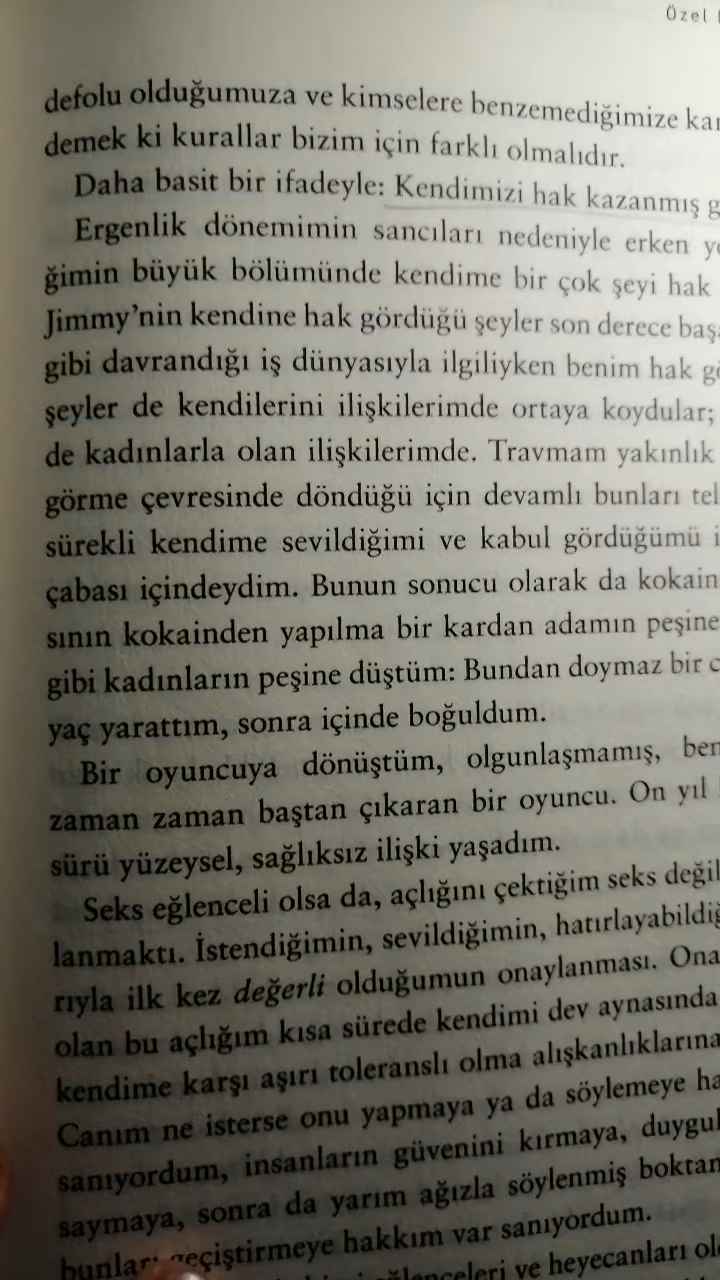 Özel
defolu olduğumuza ve kimselere benzemediğimize
demek ki kurallar bizim için farklı olmalıdır.
Daha basit bir ifadeyle: Kendimizi hak kazanmış
Ergenlik dönemimin sancıları nedeniyle erken
ğimin büyük bölümünde kendime bir çok şeyi hak
Jimmy'nin kendine hak gördüğü şeyler son derece
gibi davrandığı iş dünyasıyla ilgiliyken benim hak
şeyler de kendilerini ilişkilerimde ortaya koydular;
de kadınlarla olan ilişkilerimde. Travmam yakınlık
görme çevresinde döndüğü için devamlı bunları
sürekli kendime sevildiğimi ve kabul gördüğümü
çabası içindeydim. Bunun sonucu olarak da kokain
sının kokainden yapılma bir kardan adamın peşine
gibi kadınların peşine düştüm: Bundan doymaz bir
yaç yarattım, sonra içinde boğuldum.
Bir oyuncuya dönüştüm, olgunlaşmamış,
zaman zaman baştan çıkaran bir oyuncu. On yıl
sürü yüzeysel, sağlıksız ilişki yaşadım.
Seks eğlenceli olsa da, açlığını çektiğim seks
lanmaktı. İstendiğimin, sevildiğimin,
rıyla ilk kez değerli olduğumun onaylanması.
olan bu açlığım kısa sürede kendimi dev aynasında
kendime karşı aşırı toleranslı olma alışkanlıklarına
Canım ne isterse onu yapmaya ya da söylemeye
sanıyordum, insanların güvenini kırmaya,
saymaya, sonra da yarım ağızla söylenmiş
geçiştirmeye hakkım var sanıyordum.
ve heyecanları